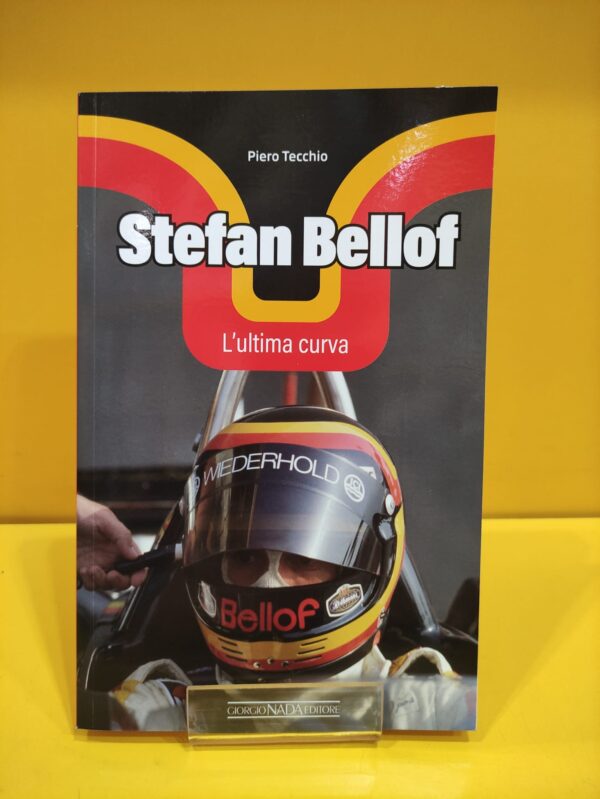 Piero Tecchio
Stefan Bellof
L'ultima curva
WIEDERHOLD
Bellof
GIORGIO NADA EDITORE